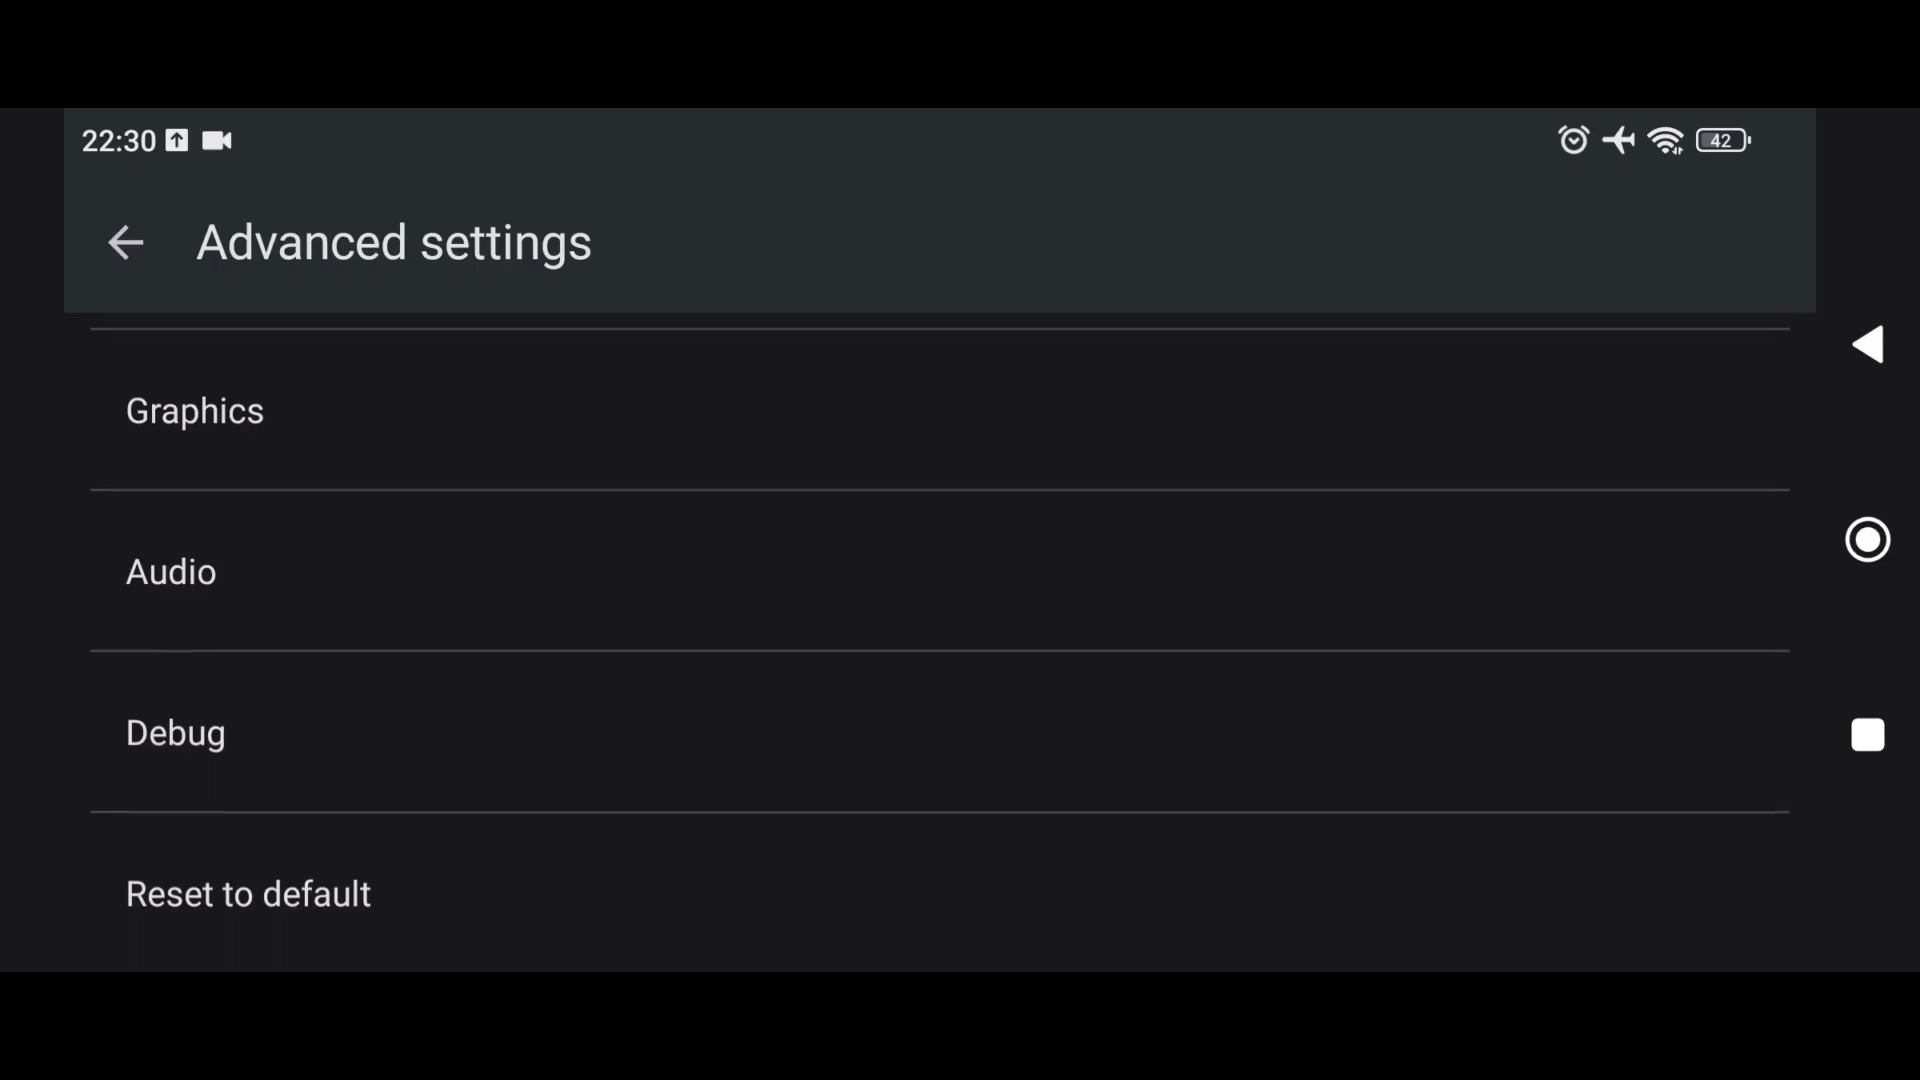 22:30
42
Advanced settings
Graphics
Audio
Debug
Reset to default